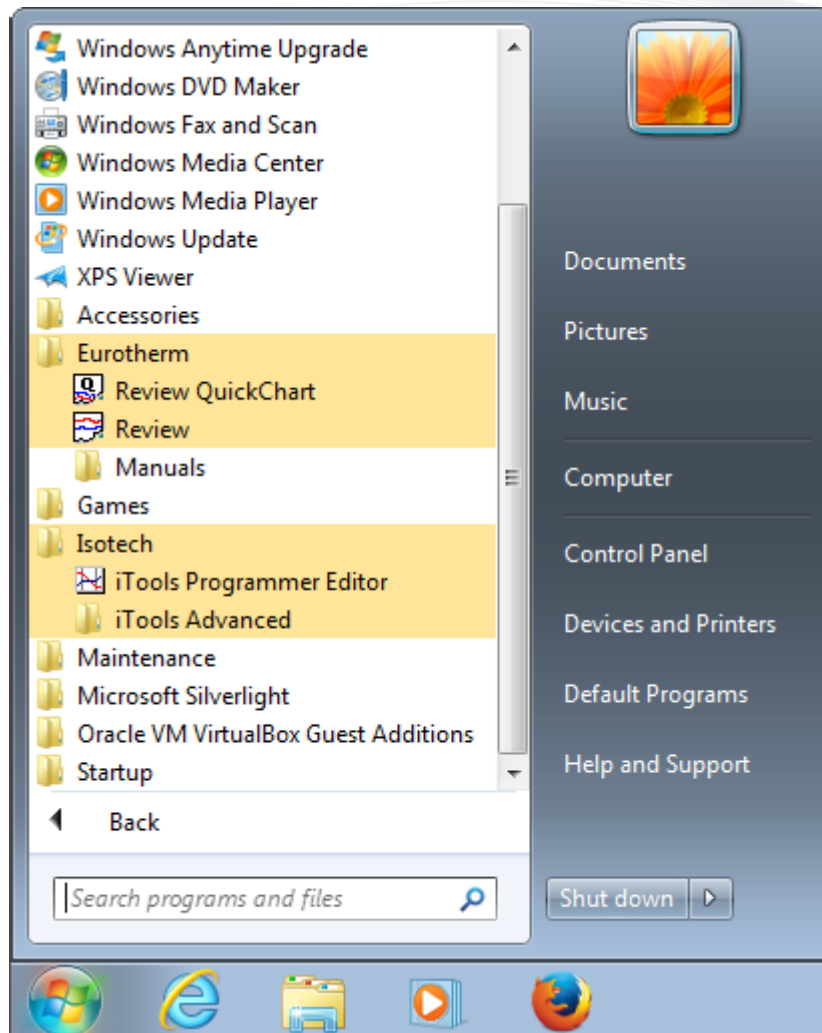 Windows Anytime Upgrade
Windows DVD Maker
Windows Fax and Scan
Windows Media Center
Windows Media Player
Windows Update
XPS Viewer
Accessories
Eurotherm
Review QuickChart
Review
Manuals
Games
Isotech
iTools Programmer Editor
iTools Advanced
Maintenance
Microsoft Silverlight
Oracle VM VirtualBox Guest Additions
Startup
Back
Search programs and files
Documents
Pictures
Music
Computer
Control Panel
Devices and Printers
Default Programs
Help and Support
Shut down